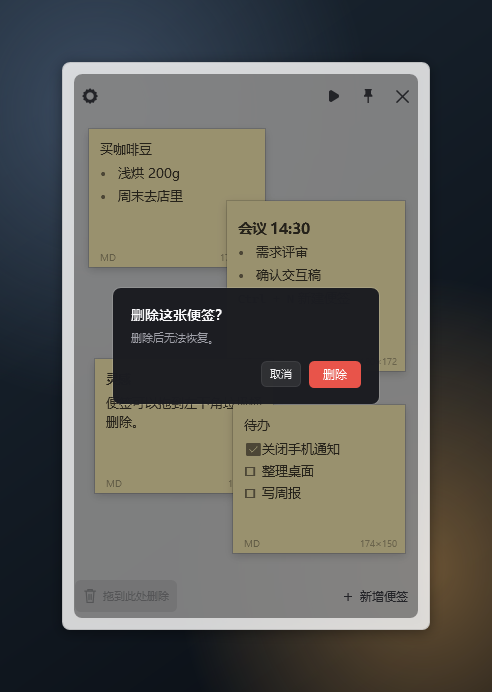 买咖啡豆
• 浅烘 200g
• 周末去店里
MD
会议 14:30
• 需求评审
• 确认交互稿
×172
删除这张便签？
删除后无法恢复。
取消
删除
删除。
MD
待办
☑关闭手机通知
☐ 整理桌面
☐ 写周报
MD
174×150
拖到此处删除
+ 新增便签